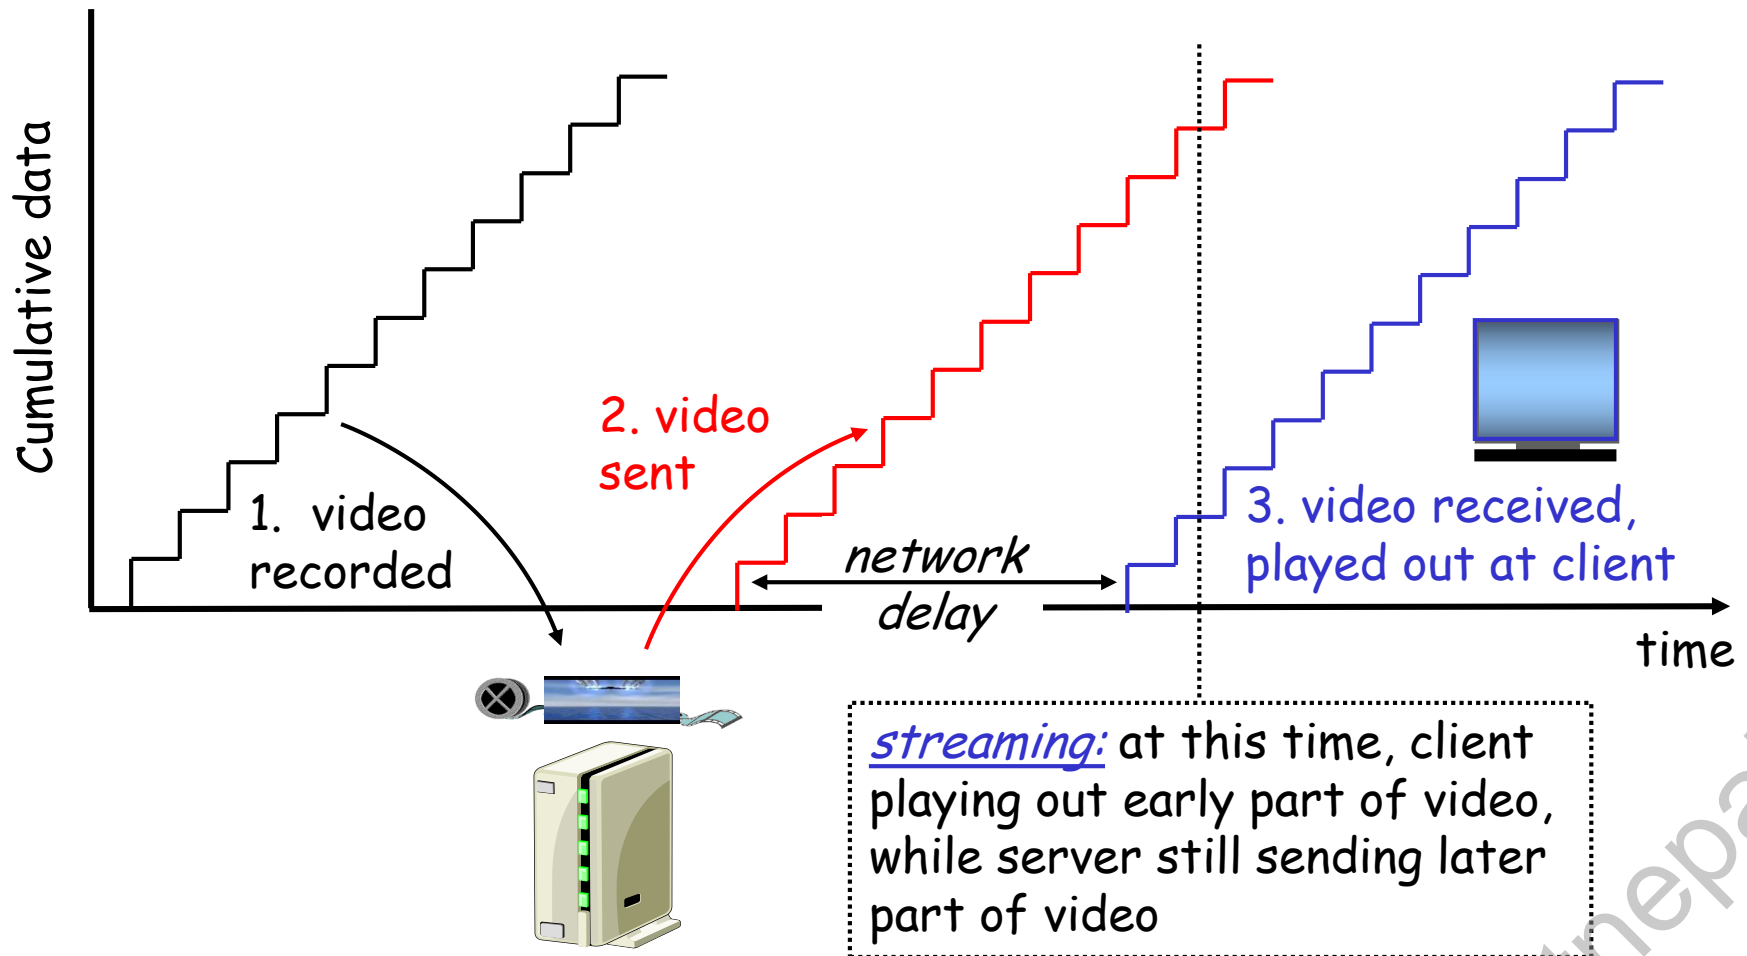 Cumulative data
1. video
recorded
2. video
sent
network
delay
3. video received,
played out at client
time
streaming: at this time, client
playing out early part of video,
while server still sending later
part of video